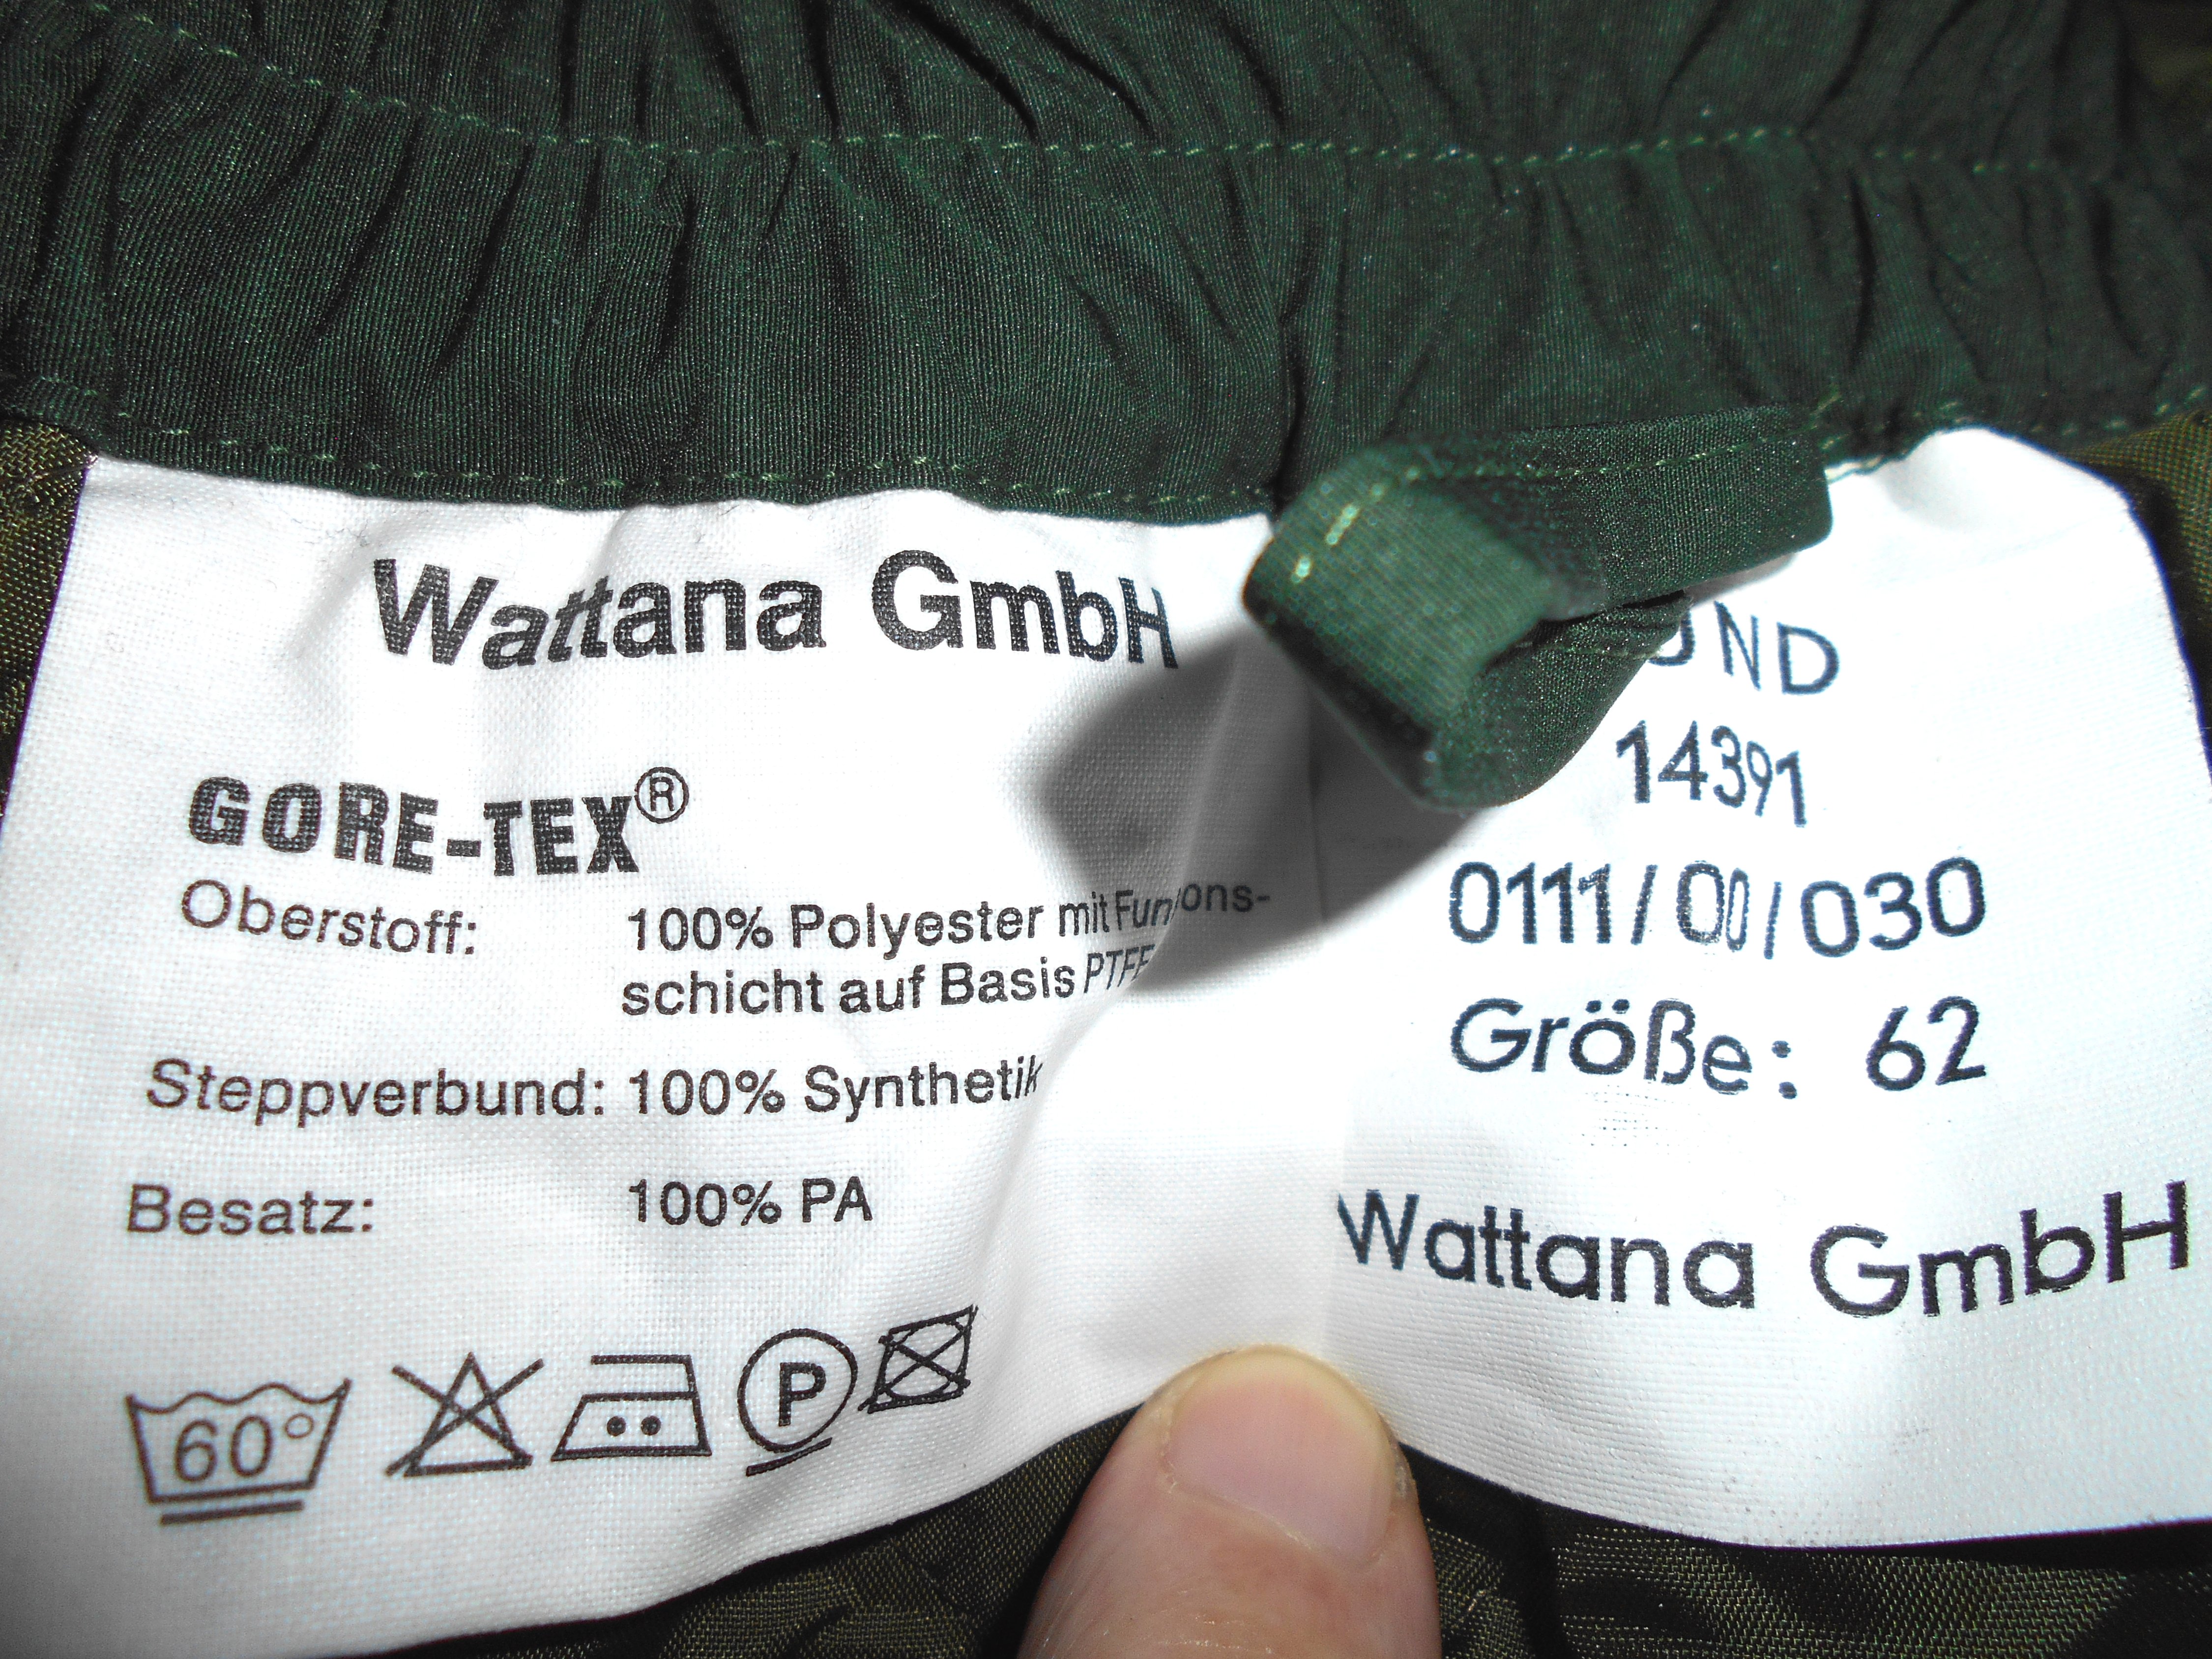 Wattana GmbH
GORE-TEX®
Oberstoff: 100% Polyester mit
schicht auf Basis PTFE
Steppverbund: 100% Synthetik
Besatz: 100% PA
60°
P
14391
0111/00/030
Größe: 62
Wattana GmbH